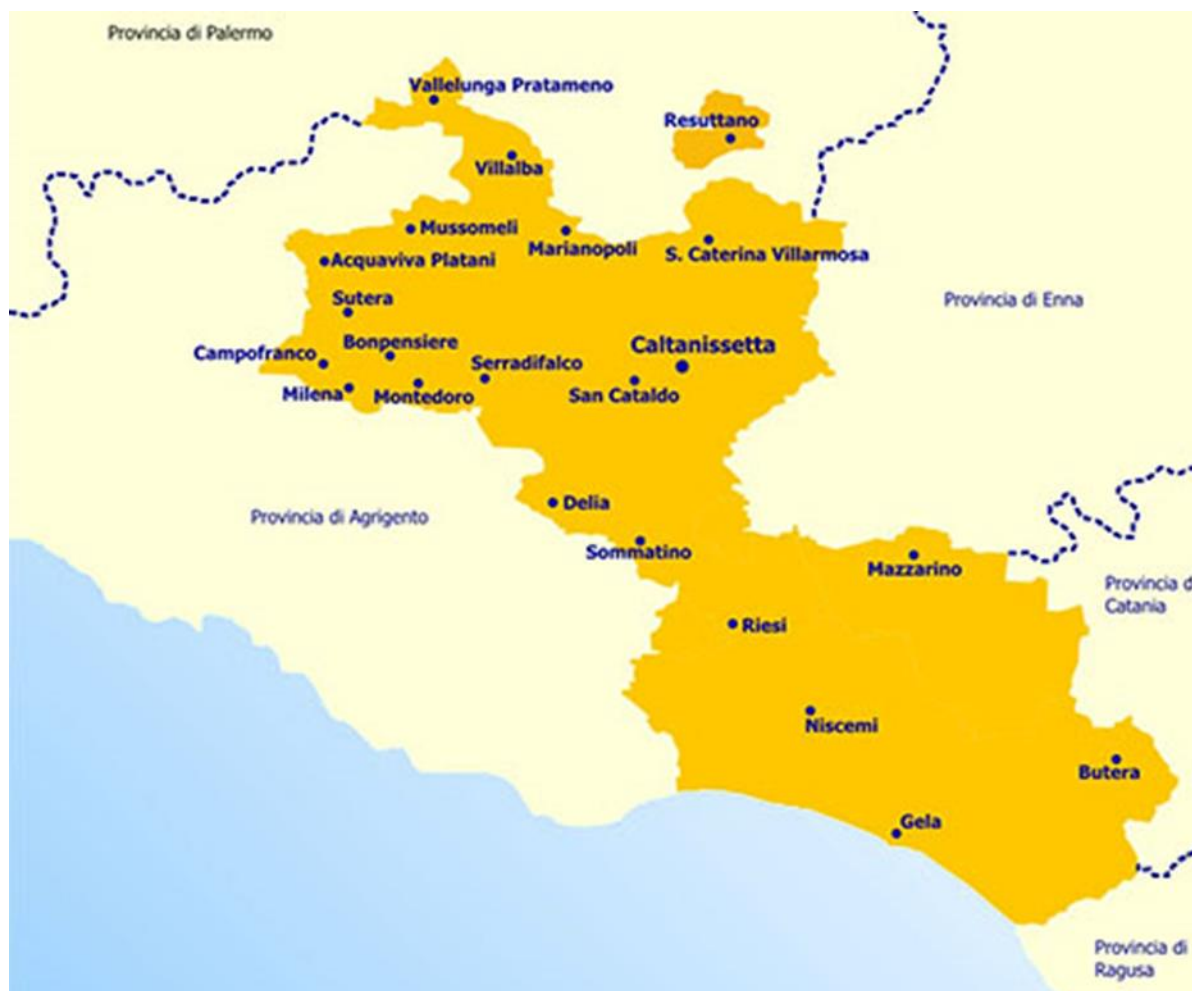 Provincia di Palermo
Vallelunga Pratameno
Resuttano
Villalba
Mussomeli
Marianopoli
S. Caterina Villarmosa
Acquaviva Platani
Sutera
Provincia di Enna
Bonpensiere
Caltanissetta
Campofranco
Serradifalco
Milena
Montedoro
San Cataldo
Delia
Provincia di Agrigento
Sommatino
Mazzarino
Provincia d
Catania
Riesi
Niscemi
Butera
Gela
Provincia di
Ragusa